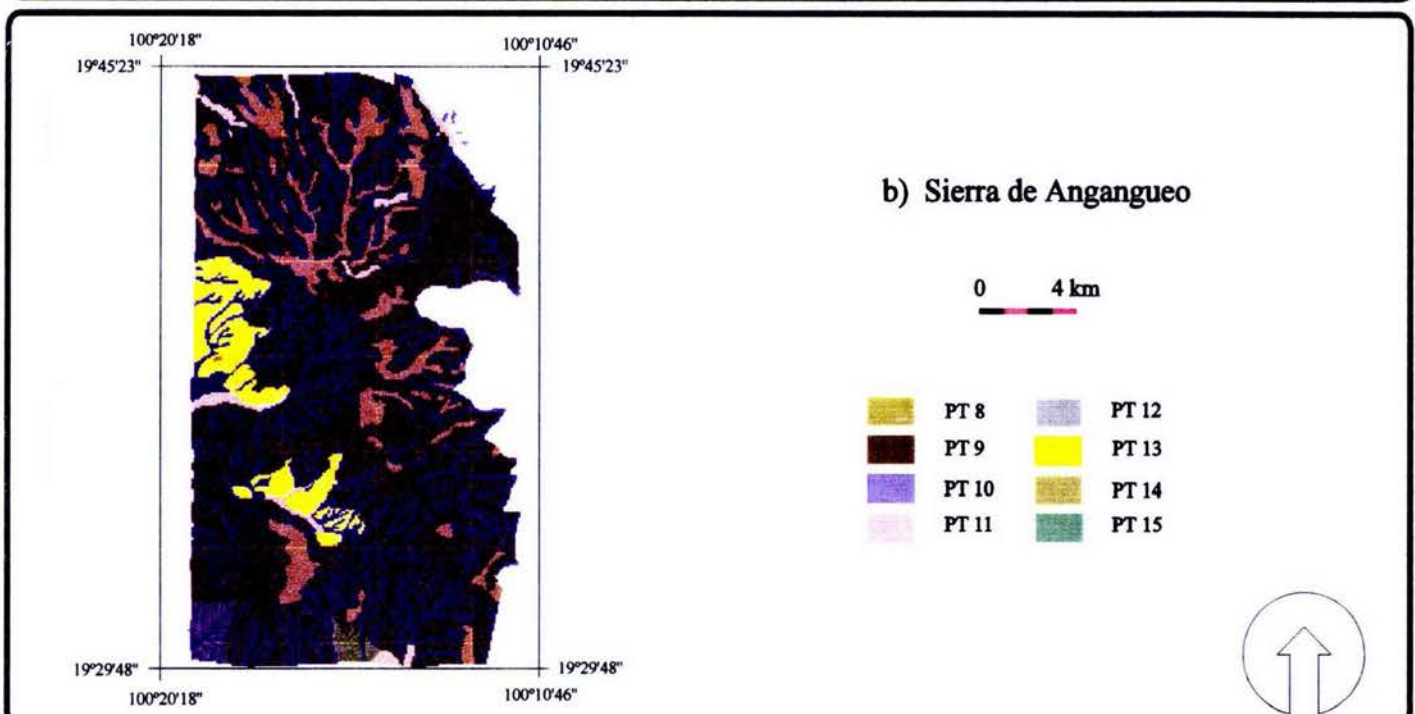 100°20'18" 100°10'46"
19°45'23" 19°45'23"
b) Sierra de Angangueo
0 4 km
PT 8 PT 12
PT 9 PT 13
PT 10 PT 14
PT 11 PT 15
19°29'48" 19°29'48"
100°20'18" 100°10'46"